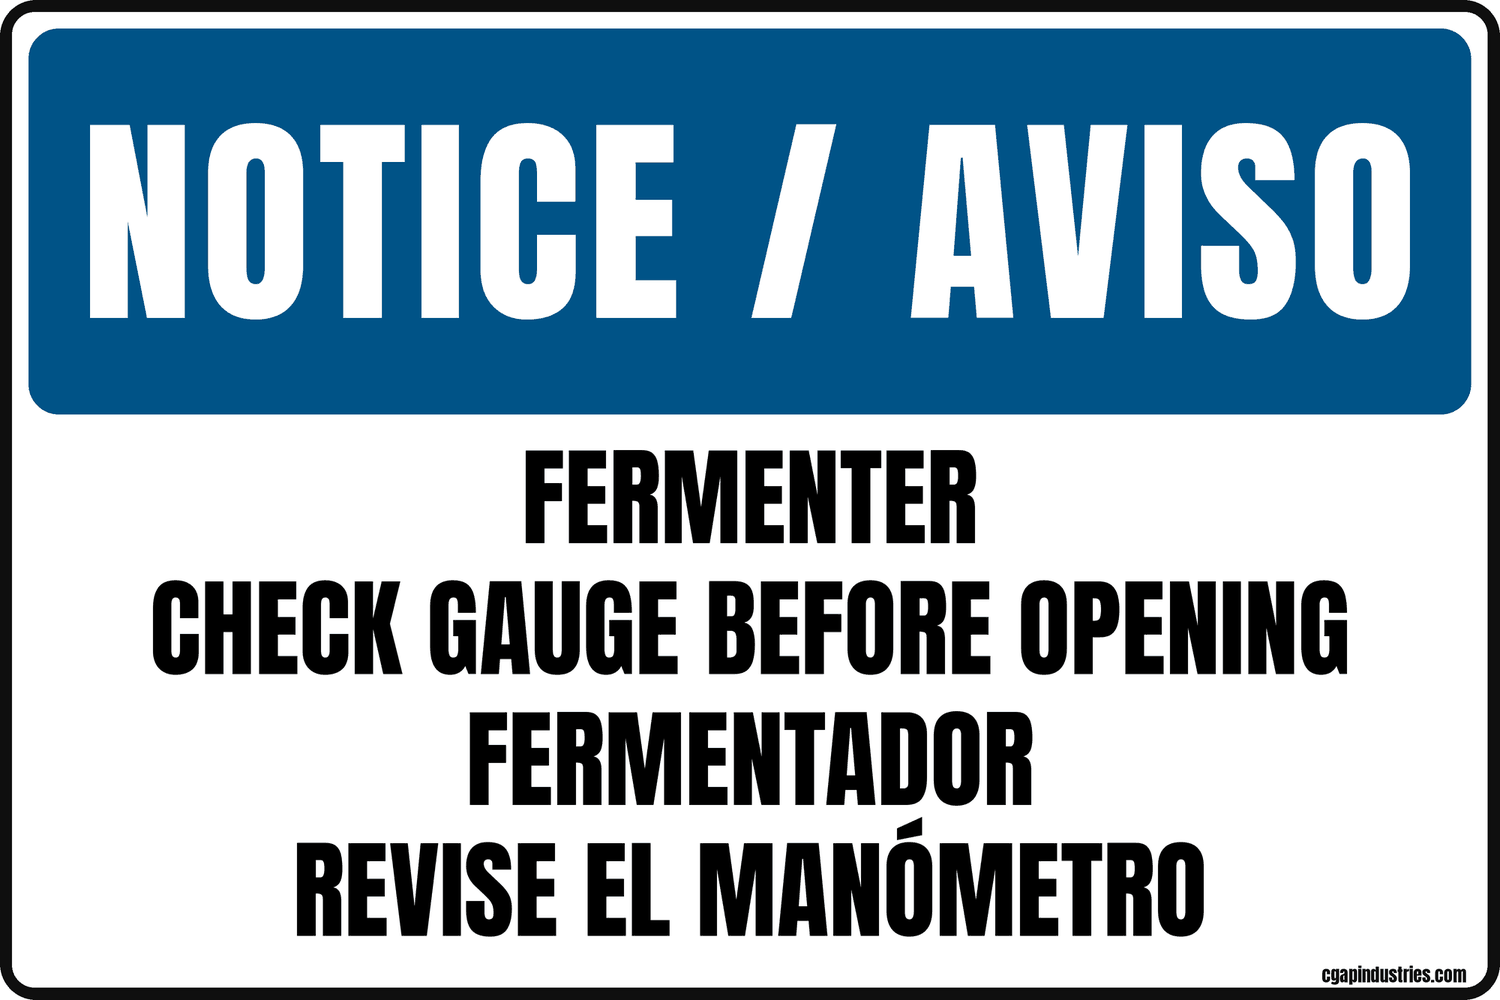 NOTICE / AVISO
FERMENTER
CHECK GAUGE BEFORE OPENING
FERMENTADOR
REVISE EL MANÓMETRO
cgapindustries.com